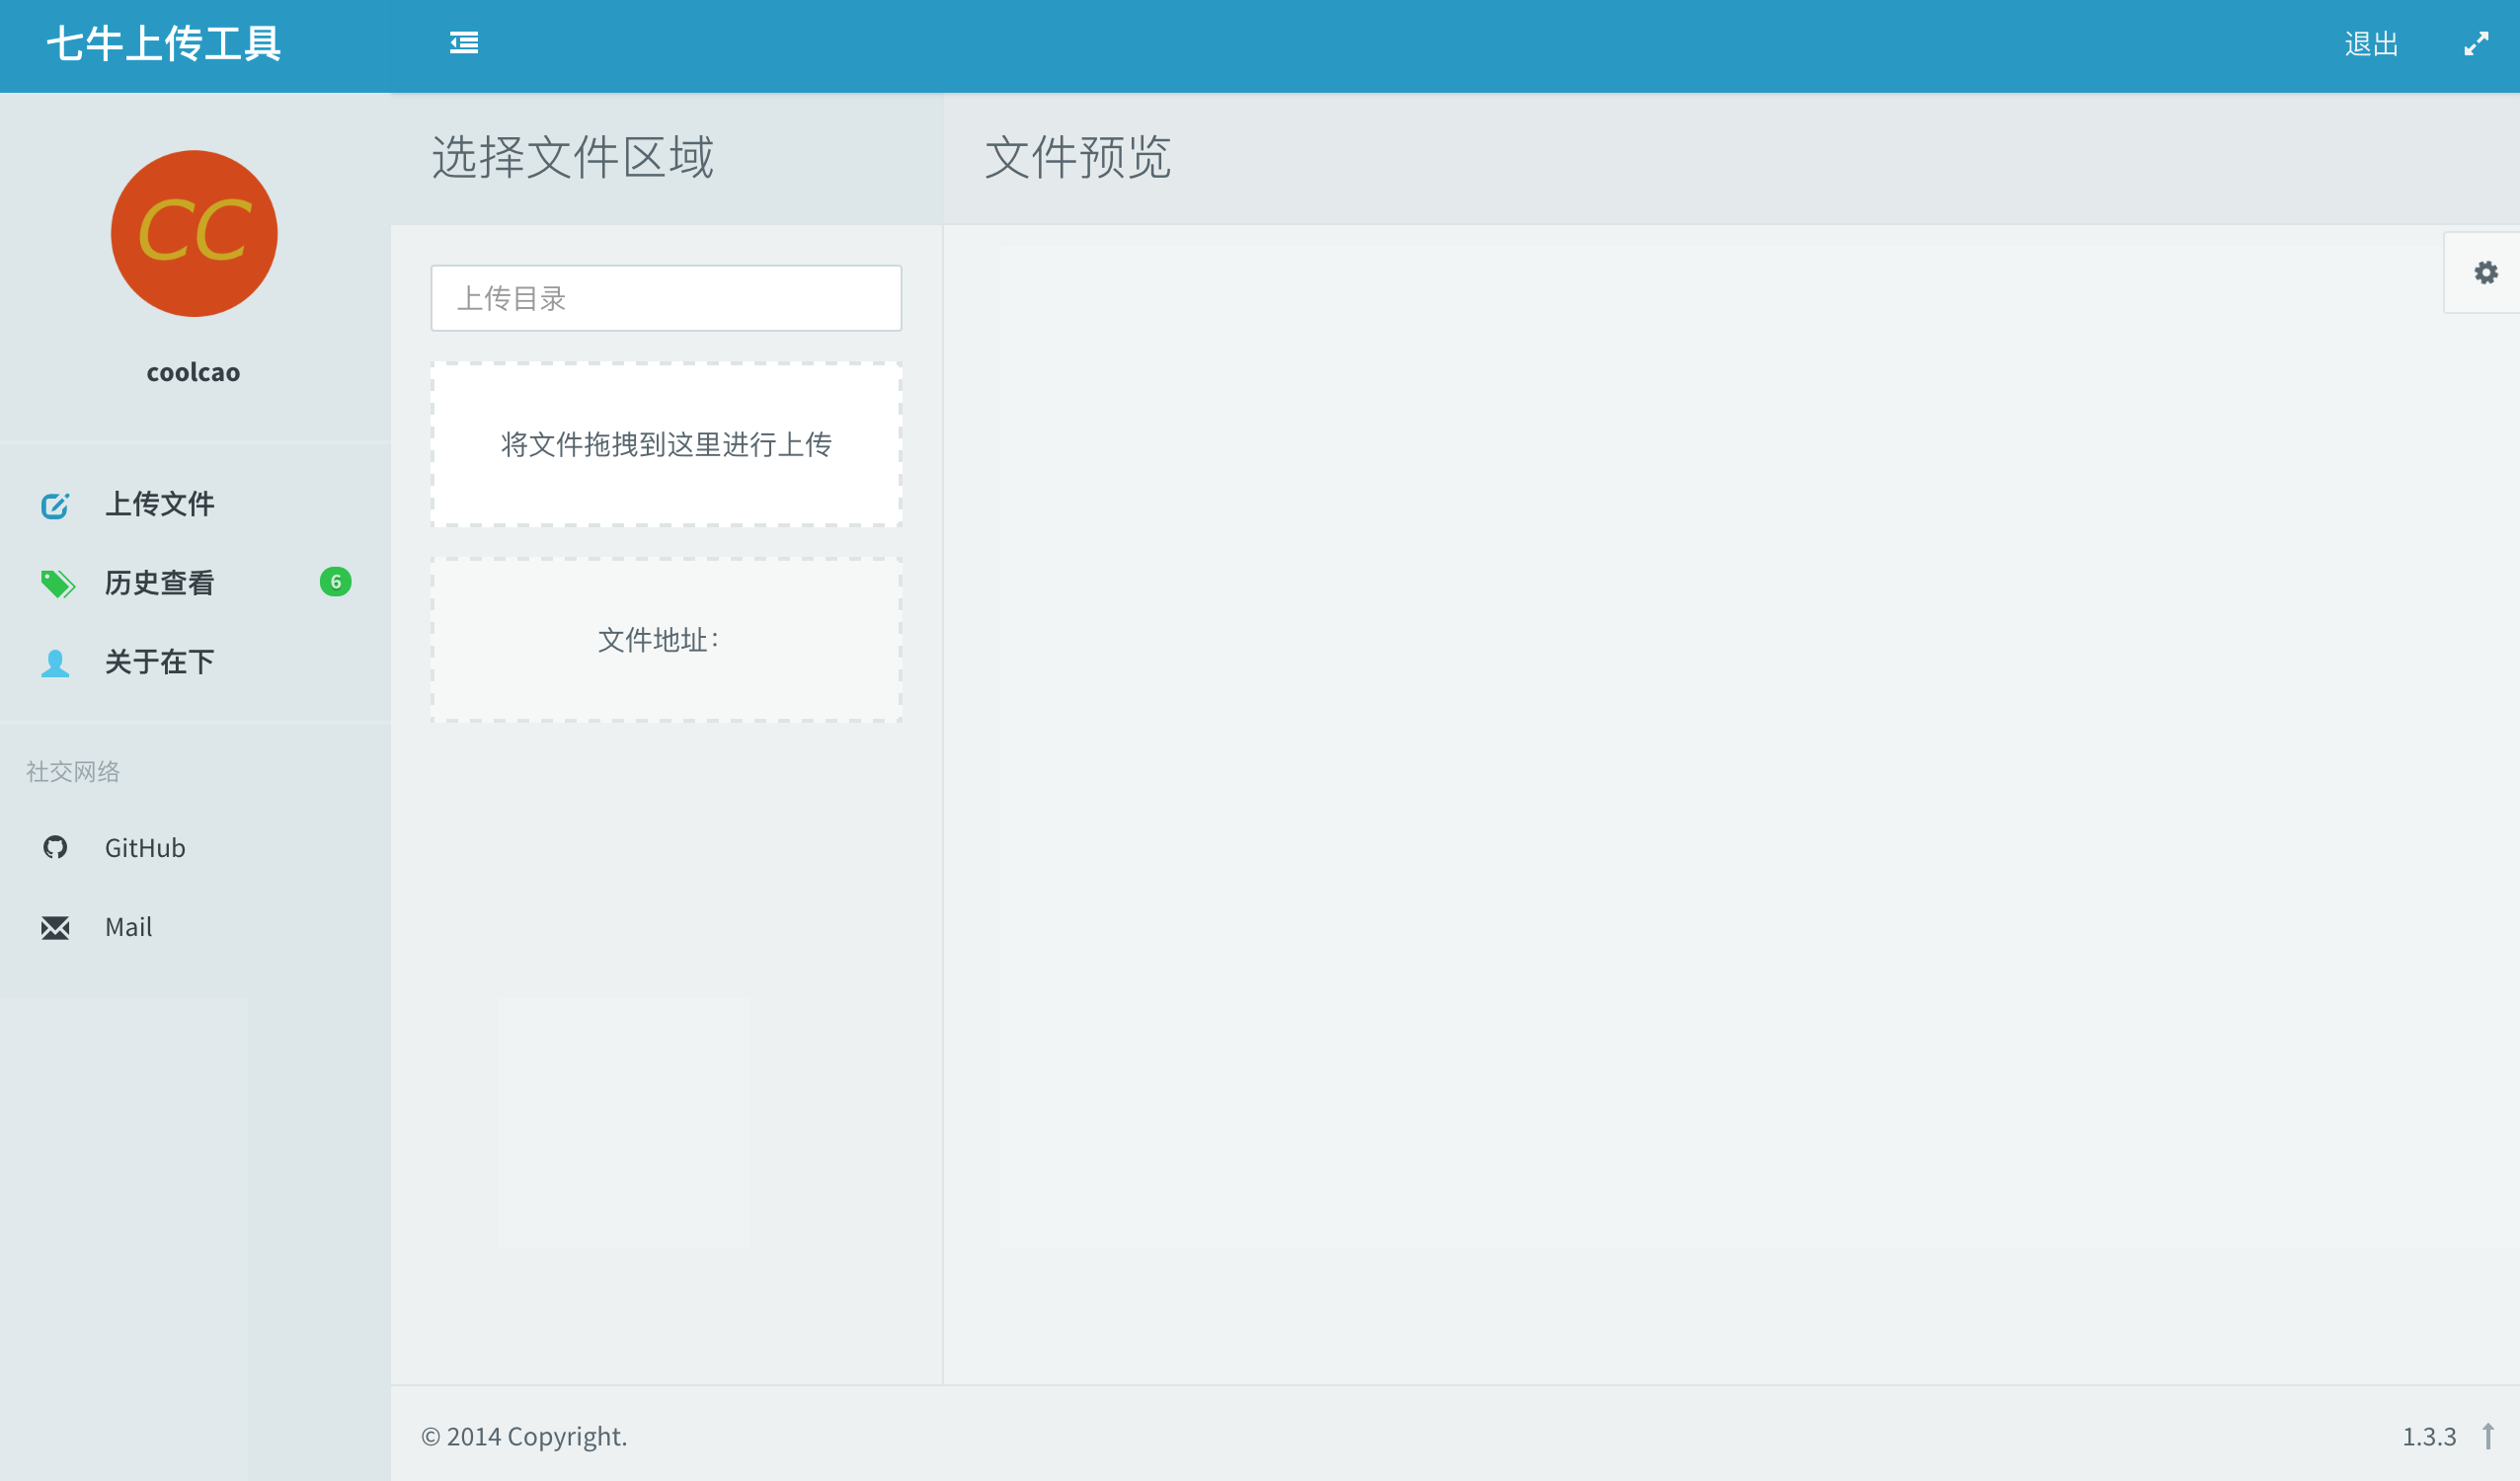 七牛上传工具
退出
CC
coolcao
上传文件
历史查看 6
关于在下
社交网络
GitHub
Mail
选择文件区域
上传目录
将文件拖拽到这里进行上传
文件地址：
文件预览
© 2014 Copyright.
1.3.3